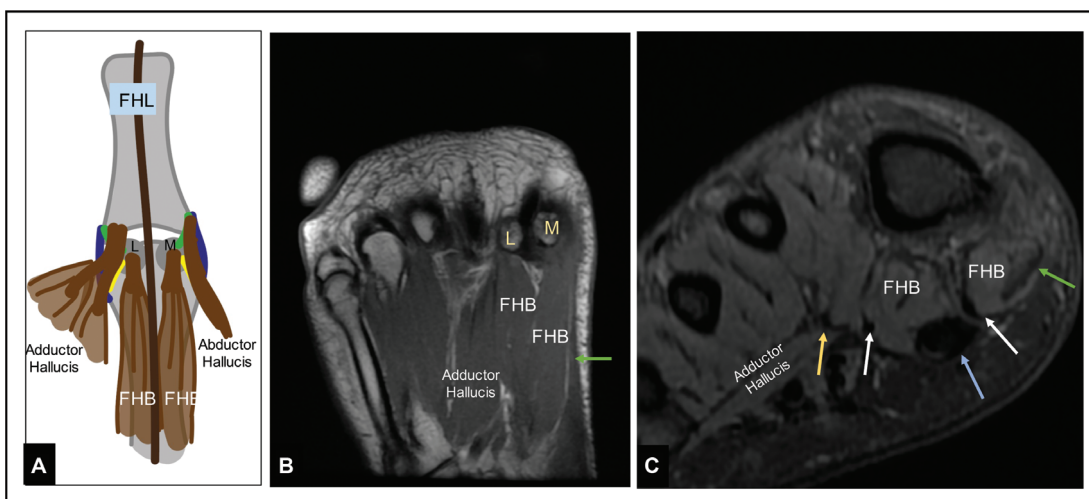 FHL
L
M
Adductor
Hallucis
Abductor
Hallucis
FHB
FHB
A
L
M
FHB
FHB
Adductor
Hallucis
B
FHB
FHB
Adductor
Hallucis
C